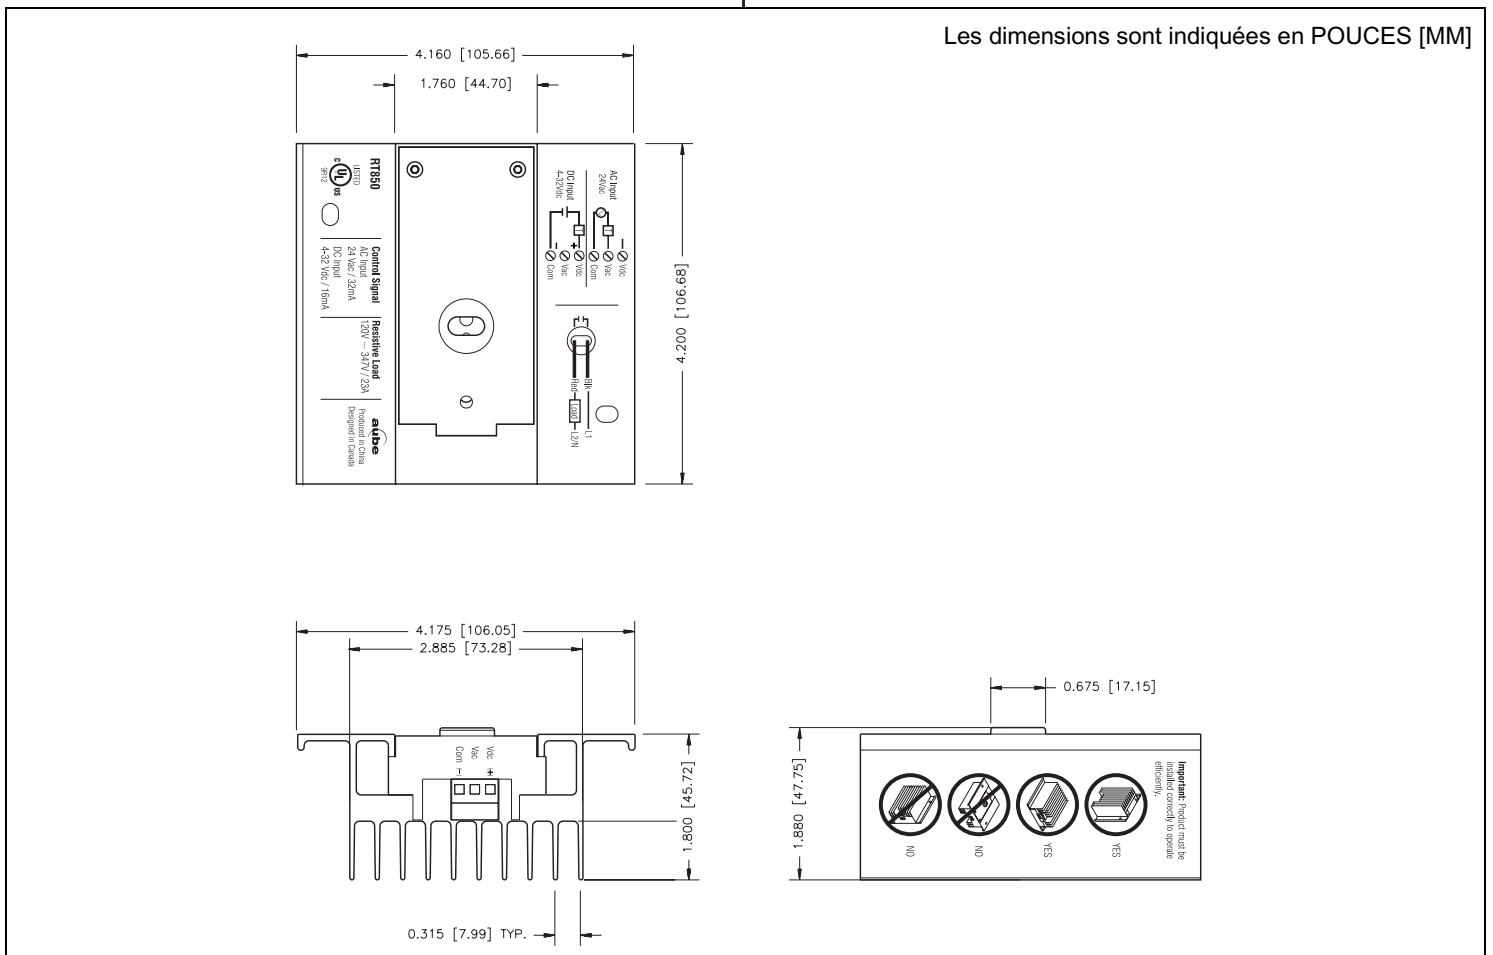 Les dimensions sont indiquées en POUCES [MM]
4.160 [105.66]
1.760 [44.70]
RT850
c UL us
LISTED
9R12
Control Signal
AC Input
24 Vac / 32mA
DC Input
4-32 Vdc / 16mA
Resistive Load
120V — 347V / 23A
aube
Produced in China
Designed in Canada
AC Input
24Vac
DC Input
4-32Vdc
Vdc
Vac
Com
Vdc
Vac
Com
Blk
L1
Red
Load
L2/N
4.200 [106.68]
4.175 [106.05]
2.885 [73.28]
Vdc
Vac
Com
1.800 [45.72]
0.315 [7.99] TYP.
0.675 [17.15]
1.880 [47.75]
Important: Product must be
installed correctly to operate
efficiently.
NO
NO
YES
YES